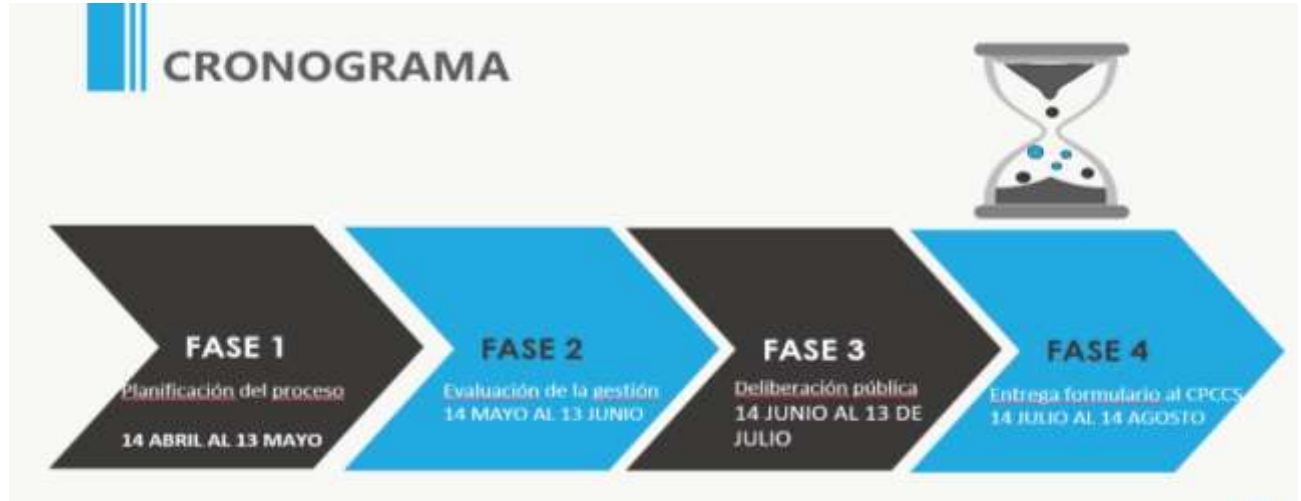 CRONOGRAMA
FASE 1
Planificación del proceso
14 ABRIL AL 13 MAYO
FASE 2
Evaluación de la gestión
14 MAYO AL 13 JUNIO
FASE 3
Deliberación pública
14 JUNIO AL 13 DE
JULIO
FASE 4
Entrega formulario al CPCCS
14 JULIO AL 14 AGOSTO